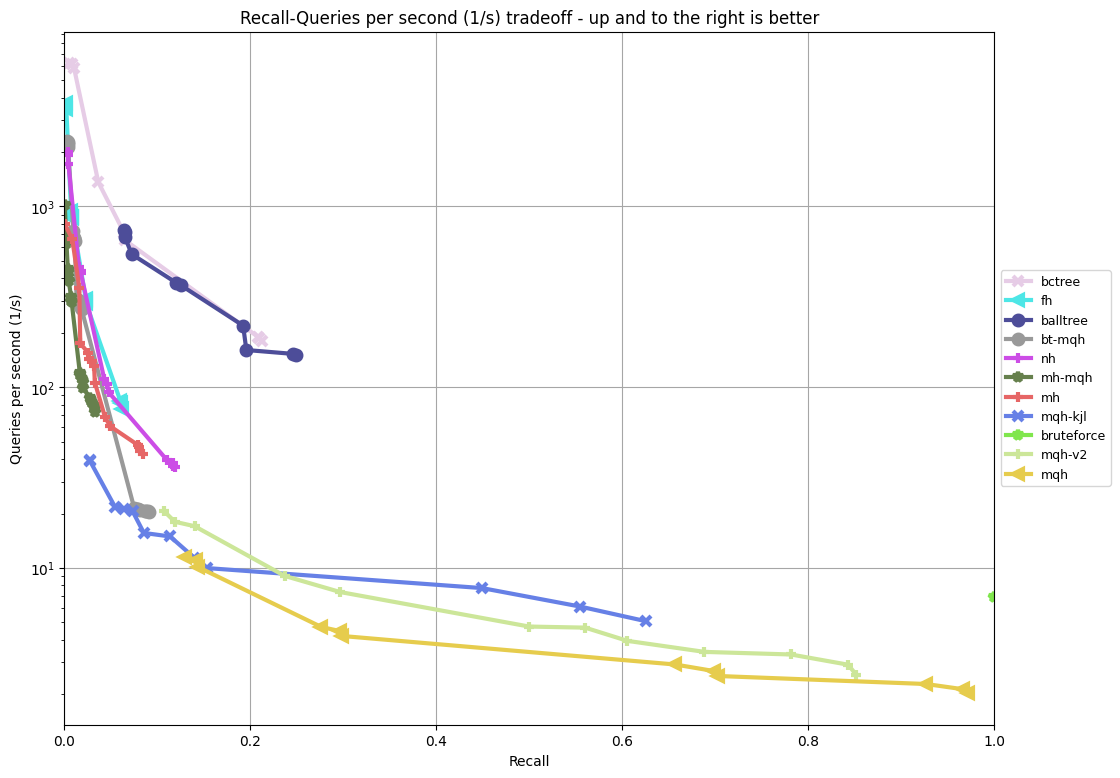 Recall-Queries per second (1/s) tradeoff - up and to the right is better
Queries per second (1/s)
10³
10²
10¹
0.0
0.2
0.4
0.6
0.8
1.0
Recall
bctree
fh
balltree
bt-mqh
nh
mh-mqh
mh
mqh-kjl
bruteforce
mqh-v2
mqh